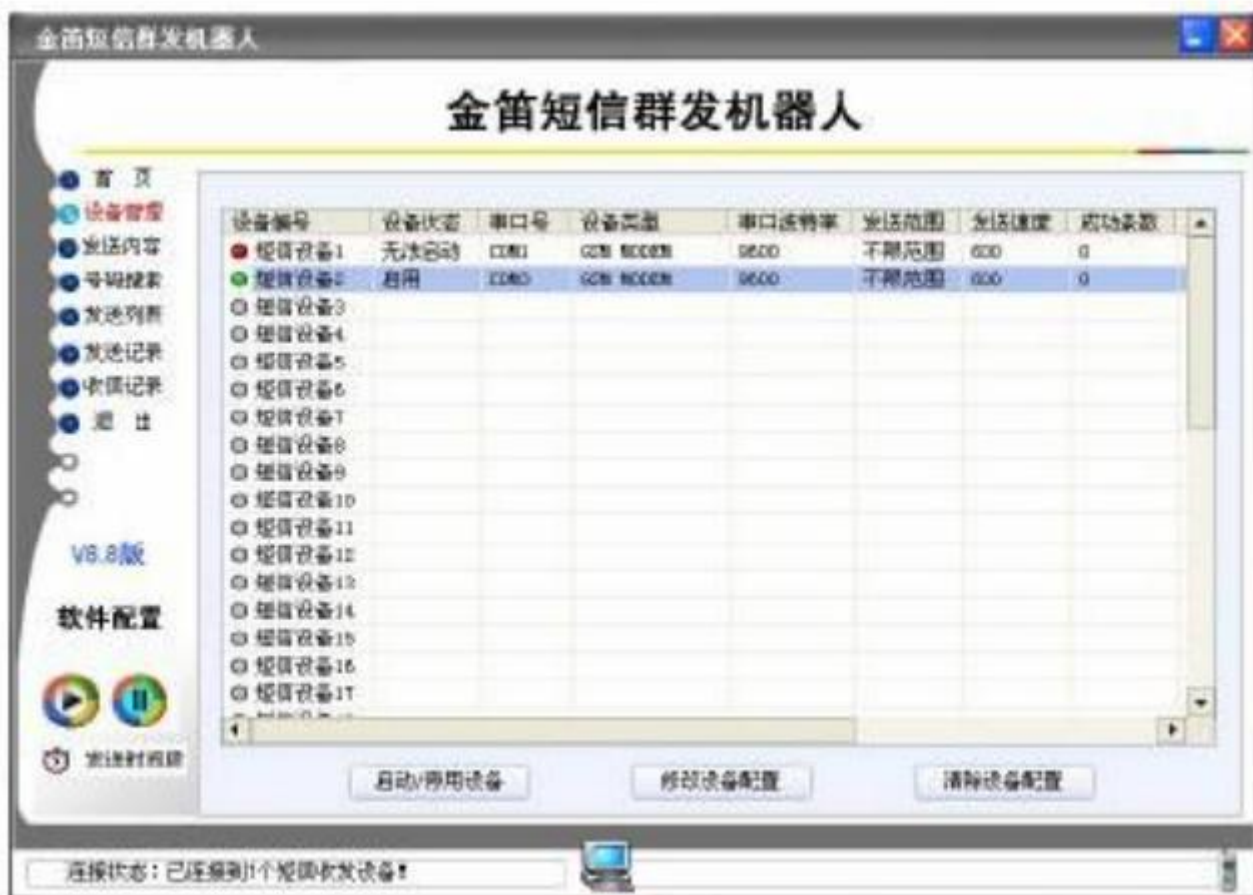 金笛短信群发机器人
金笛短信群发机器人
首 页
设备管理
发送内容
号码搜索
发送列表
发送记录
收信记录
退 出
V8.8版
软件配置
发送时间段
设备编号 设备状态 串口号 设备类型 串口波特率 发送范围 发送速度 成功条数
短信设备1 无法启动 COM1 GSM MODEM 9600 不限范围 600 0
短信设备2 启用 GSM MODEM 9600 不限范围 600 0
短信设备3
短信设备4
短信设备5
短信设备6
短信设备7
短信设备8
短信设备9
短信设备10
短信设备11
短信设备12
短信设备13
短信设备14
短信设备15
短信设备16
短信设备17
启动/停用设备 修改设备配置 清除设备配置
连接状态：已连接到1个短信收发设备!